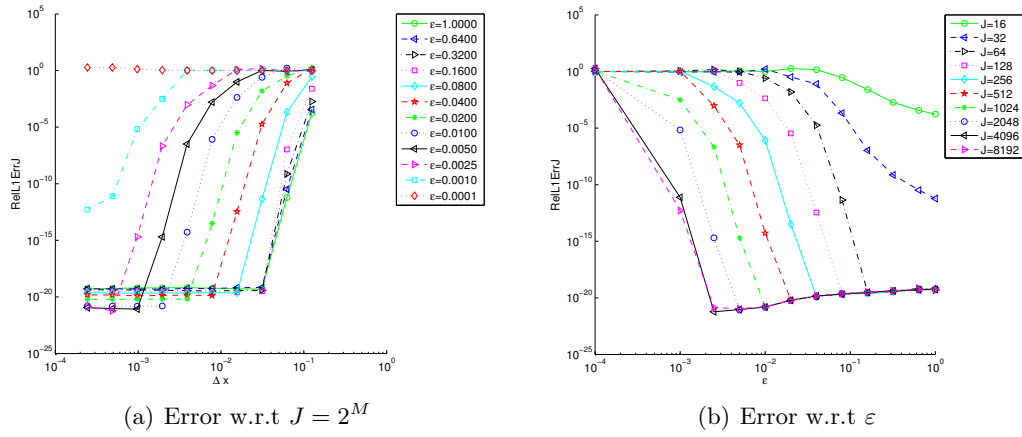 10^5
10^0
10^−5
10^−10
10^−15
10^−20
10^−25
RelL1ErrJ
10^−4
10^−3
10^−2
10^−1
10^0
Δ x
ε=1.0000
ε=0.6400
ε=0.3200
ε=0.1600
ε=0.0800
ε=0.0400
ε=0.0200
ε=0.0100
ε=0.0050
ε=0.0025
ε=0.0010
ε=0.0001
(a) Error w.r.t J = 2^M
10^5
10^0
10^−5
10^−10
10^−15
10^−20
10^−25
RelL1ErrJ
10^−4
10^−3
10^−2
10^−1
10^0
ε
J=16
J=32
J=64
J=128
J=256
J=512
J=1024
J=2048
J=4096
J=8192
(b) Error w.r.t ε